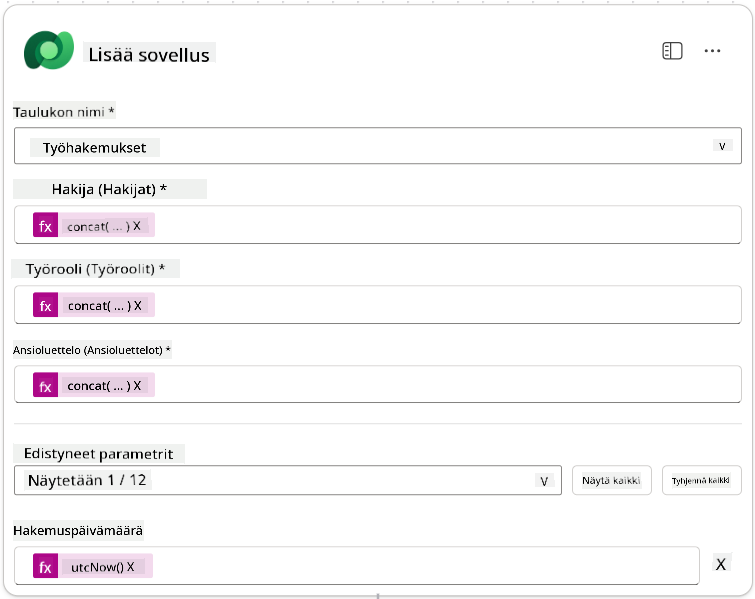 Lisää sovellus
Taulukon nimi *
Työhakemukset
Hakija (Hakijat) *
fx concat( ... ) X
Työrooli (Työroolit) *
fx concat( ... ) X
Ansioluettelo (Ansioluettelot) *
fx concat( ... ) X
Edistyneet parametrit
Näytetään 1 / 12 Näytä kaikki Tyhjennä kaikki
Hakemuspäivämäärä
fx utcNow() X X